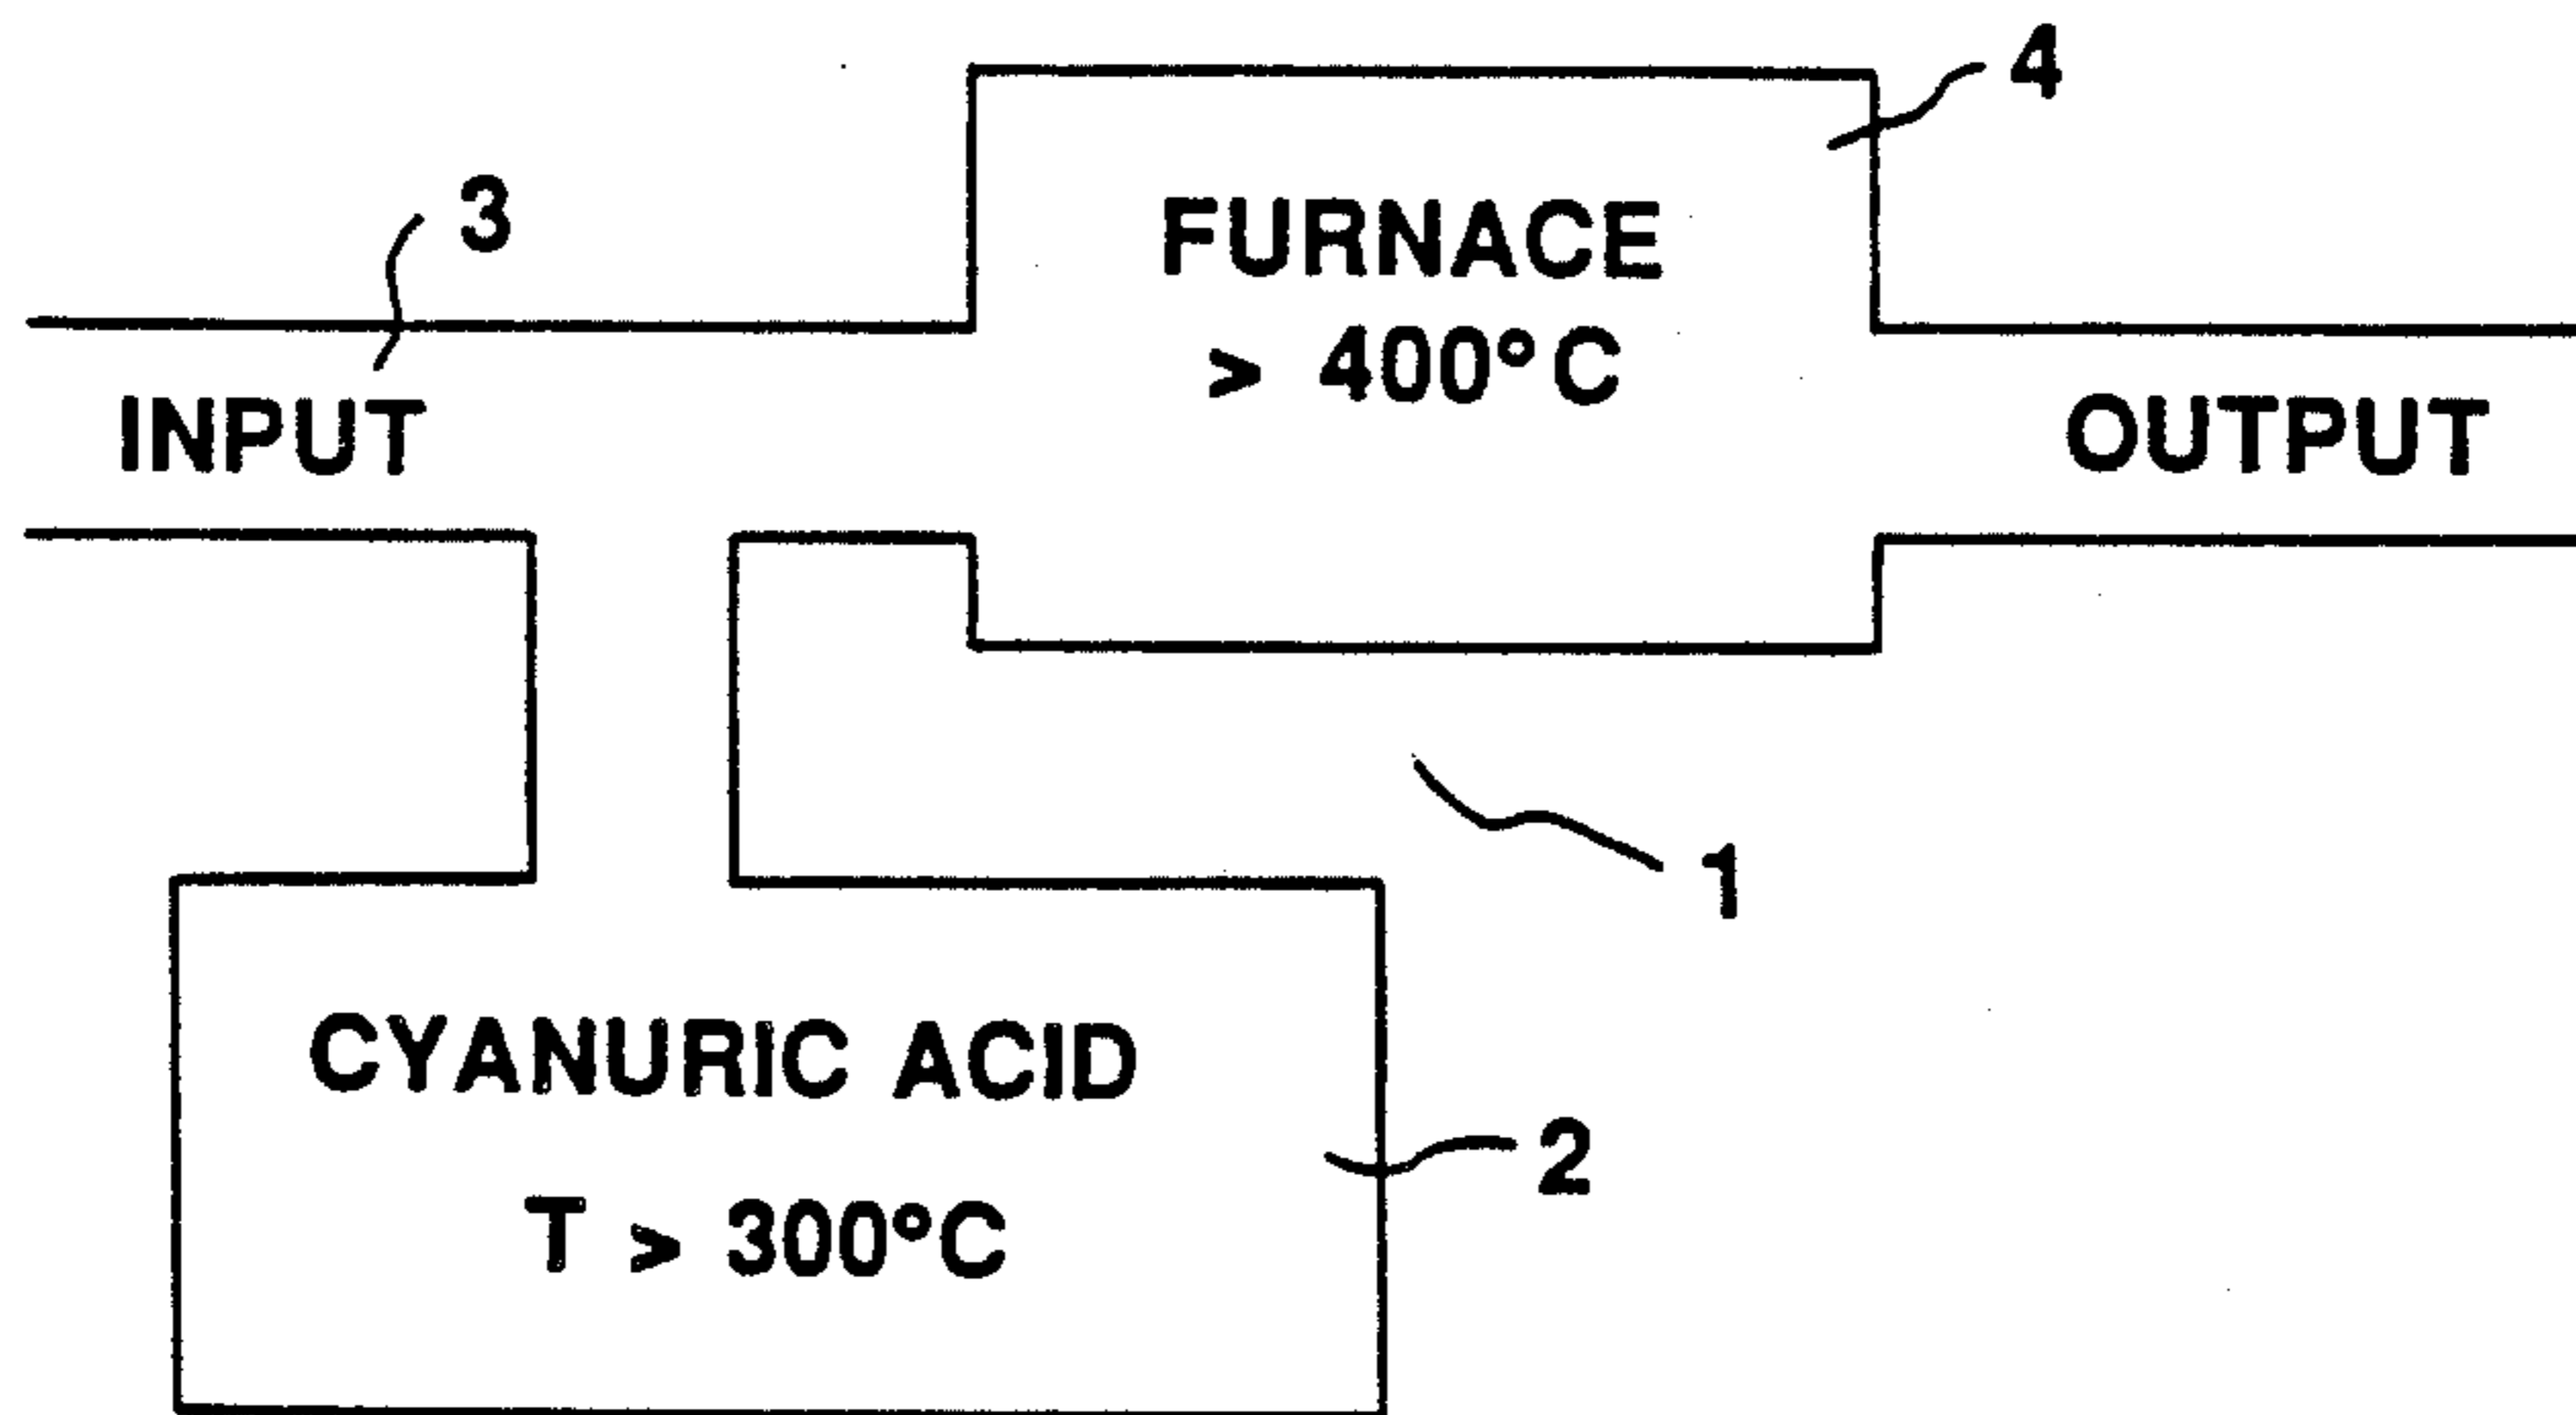 4
3
FURNACE
> 400°C
INPUT
OUTPUT
1
CYANURIC ACID
2
T > 300°C